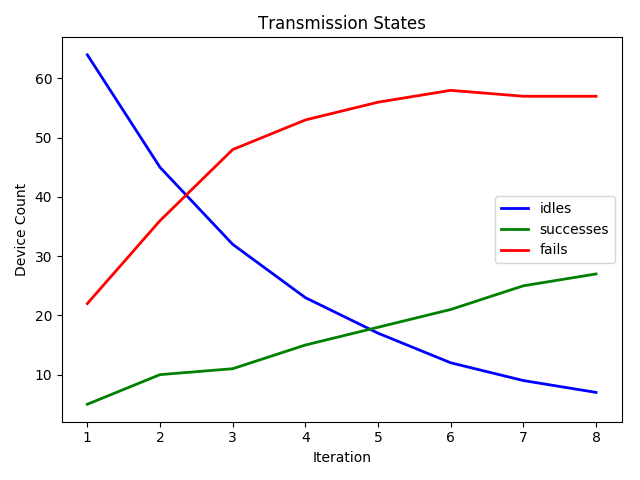 Transmission States
Device Count
60
50
40
30
20
10
idles
successes
fails
1 2 3 4 5 6 7 8
Iteration